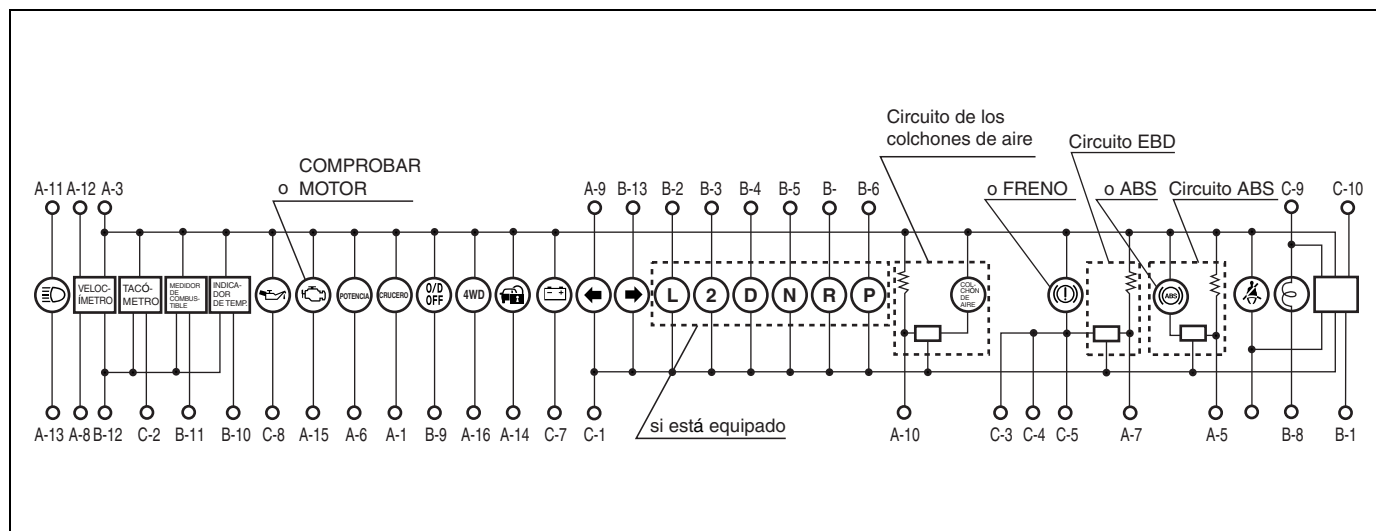 Circuito de los
colchones de aire
Circuito EBD
COMPROBAR
o MOTOR
o FRENO
o ABS
Circuito ABS
A-11 A-12 A-3
A-9 B-13 B-2 B-3 B-4 B-5 B- B-6
C-9 C-10
VELOC-
ÍMETRO
TACÓ-
METRO
MEDIDOR
DE
COMBUS-
TIBLE
INDICA-
DOR
DE TEMP.
POTENCIA
CRUCERO
O/D
OFF
4WD
L 2 D N R P
COL-
CHÓN
DE
AIRE
ABS
si está equipado
A-13 A-8 B-12 C-2 B-11 B-10 C-8 A-15 A-6 A-1 B-9 A-16 A-14 C-7 C-1
A-10 C-3 C-4 C-5 A-7 A-5 B-8 B-1